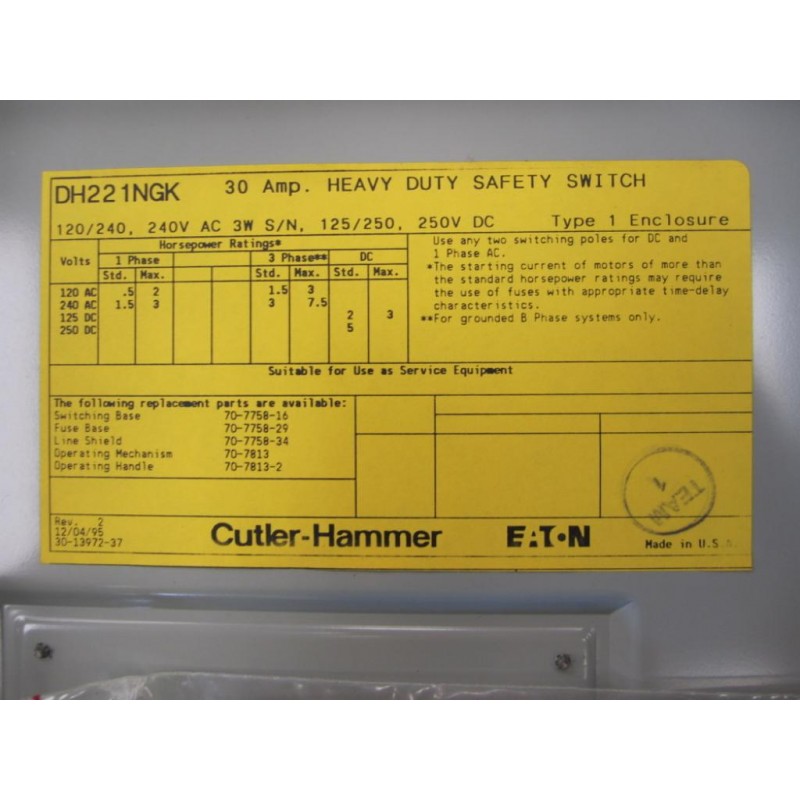 DH221NGK 30 Amp. HEAVY DUTY SAFETY SWITCH
120/240, 240V AC 3W S/N, 125/250, 250V DC Type 1 Enclosure
Horsepower Ratings*
Volts 1 Phase 3 Phase** DC
Std. Max. Std. Max. Std. Max.
120 AC .5 2 1.5 3
240 AC 1.5 3 3 7.5
125 DC 2 3
250 DC 5
Use any two switching poles for DC and
1 Phase AC.
*The starting current of motors of more than
the standard horsepower ratings may require
the use of fuses with appropriate time-delay
characteristics.
**For grounded B Phase systems only.
Suitable for Use as Service Equipment
The following replacement parts are available:
Switching Base 70-7758-16
Fuse Base 70-7758-29
Line Shield 70-7758-34
Operating Mechanism 70-7813
Operating Handle 70-7813-2
TEAM
1
Rev. 2
12/04/95
30-13972-37
Cutler-Hammer EATON Made in U.S.A.